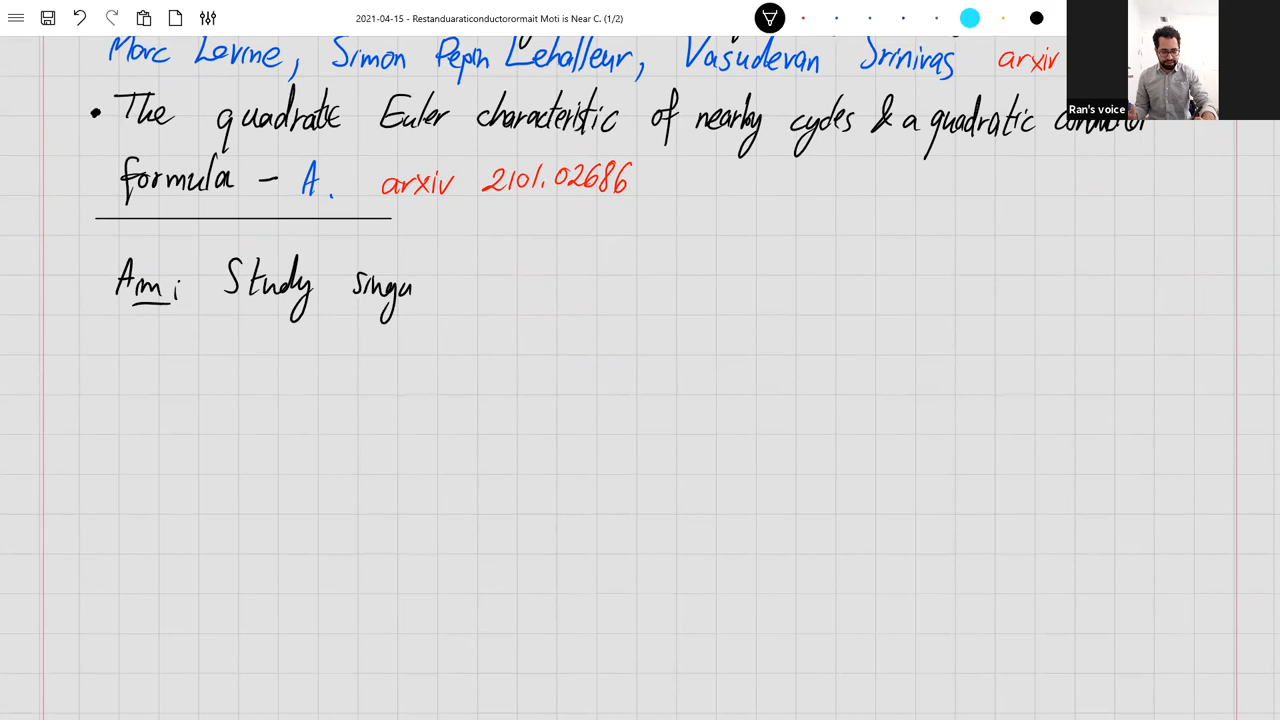 2021-04-15 - Restanduaraticonductorormait Moti is Near C. (1/2)
Marc Levine, Simon Pepin Lehalleur, Vasudevan Srinivas arxiv
Ran's voice
• The quadratic Euler characteristic of nearby cycles & a quadratic conductor
formula - A. arxiv 2101.02686
Aim: Study singu